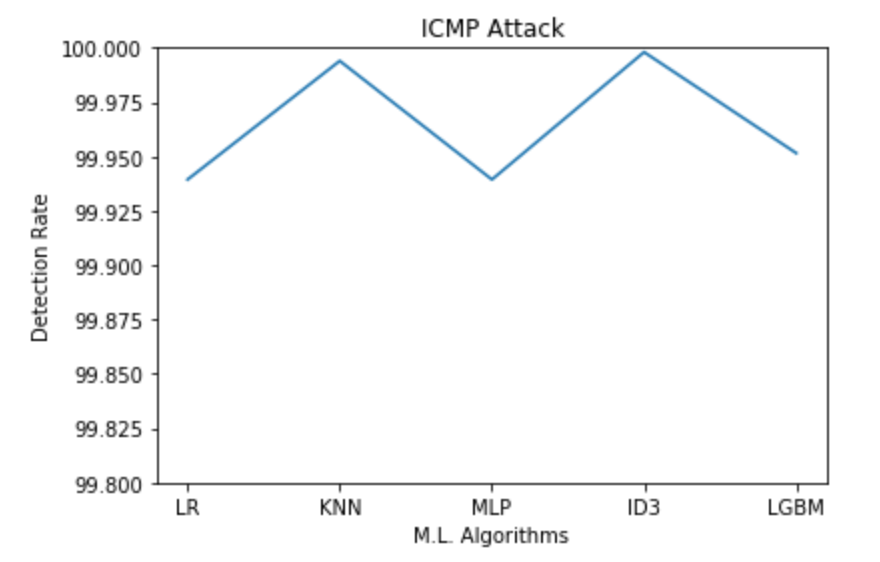 ICMP Attack
100.000
99.975
99.950
99.925
99.900
99.875
99.850
99.825
99.800
Detection Rate
LR KNN MLP ID3 LGBM
M.L. Algorithms